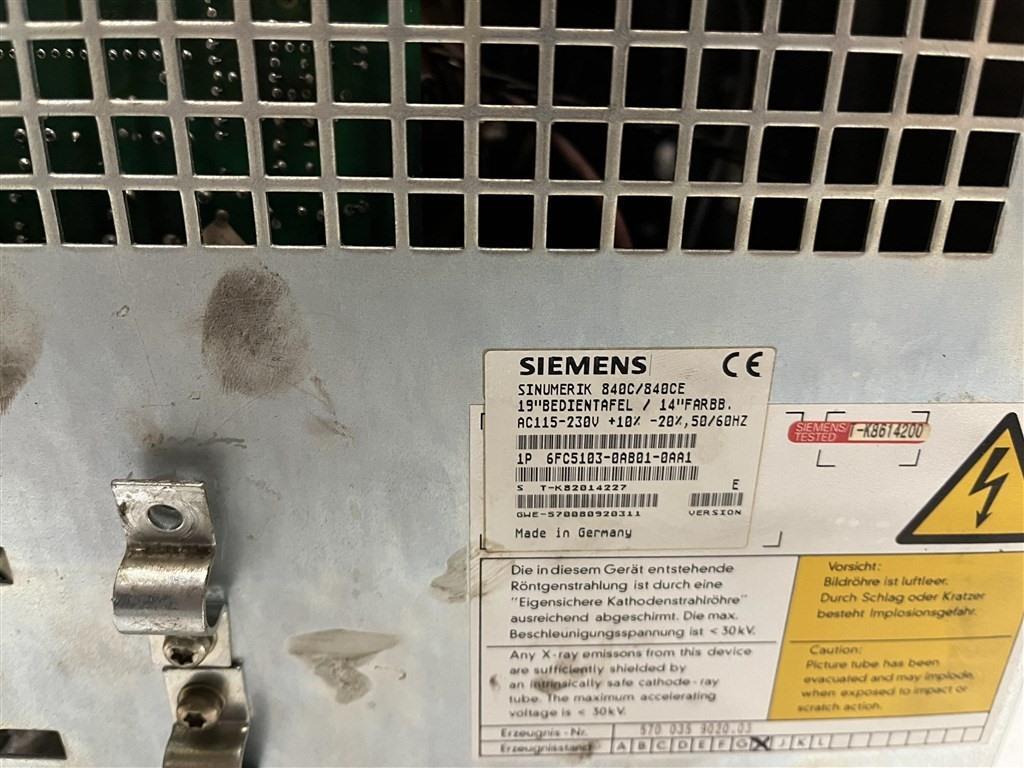 SIEMENS CE
SINUMERIK 840C/840CE
19"BEDIENTAFEL / 14"FARBB.
AC115-230V +10% -20%,50/60HZ
1P 6FC5103-0AB01-0AA1
S T-K82014227 E
GWE-570080920311 VERSION
Made in Germany
SIEMENS
TESTED
T-K8614200
Die in diesem Gerät entstehende
Röntgenstrahlung ist durch eine
"Eigensichere Kathodenstrahlröhre"
ausreichend abgeschirmt. Die max.
Beschleunigungsspannung ist < 30kV.
Any X-ray emissons from this device
are sufficiently shielded by
an intrinsically safe cathode-ray
tube. The maximum accelerating
voltage is < 30kV.
Vorsicht:
Bildröhre ist luftleer.
Durch Schlag oder Kratzer
besteht Implosionsgefahr.
Caution:
Picture tube has been
evacuated and may implode,
when exposed to impact or
scratch action.
Erzeugnis-Nr. 570 035 9020.03
Erzeugnisstand A B C D E F G X J K L